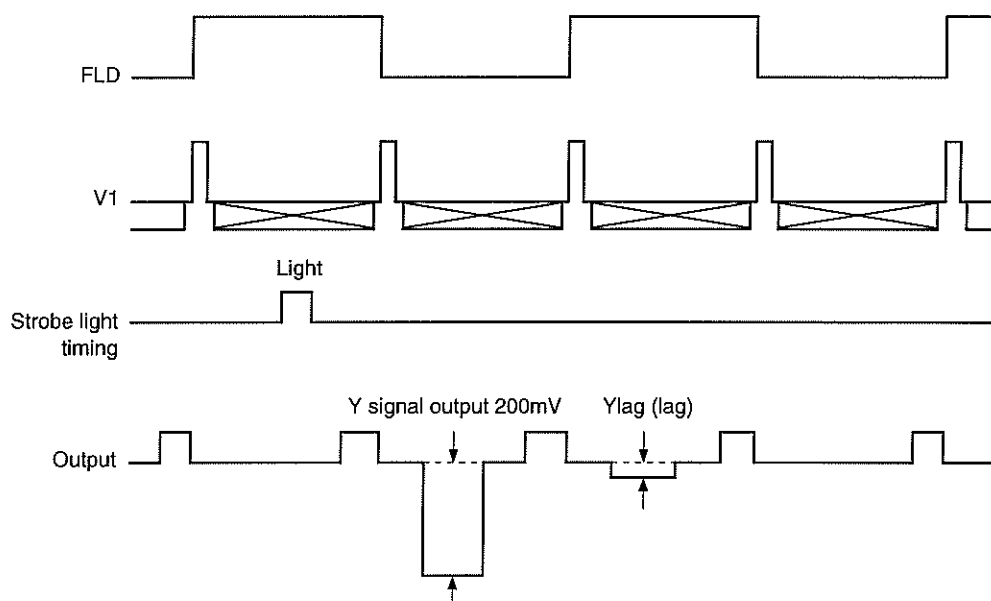 FLD
V1
Light
Strobe light
timing
Y signal output 200mV
Ylag (lag)
Output